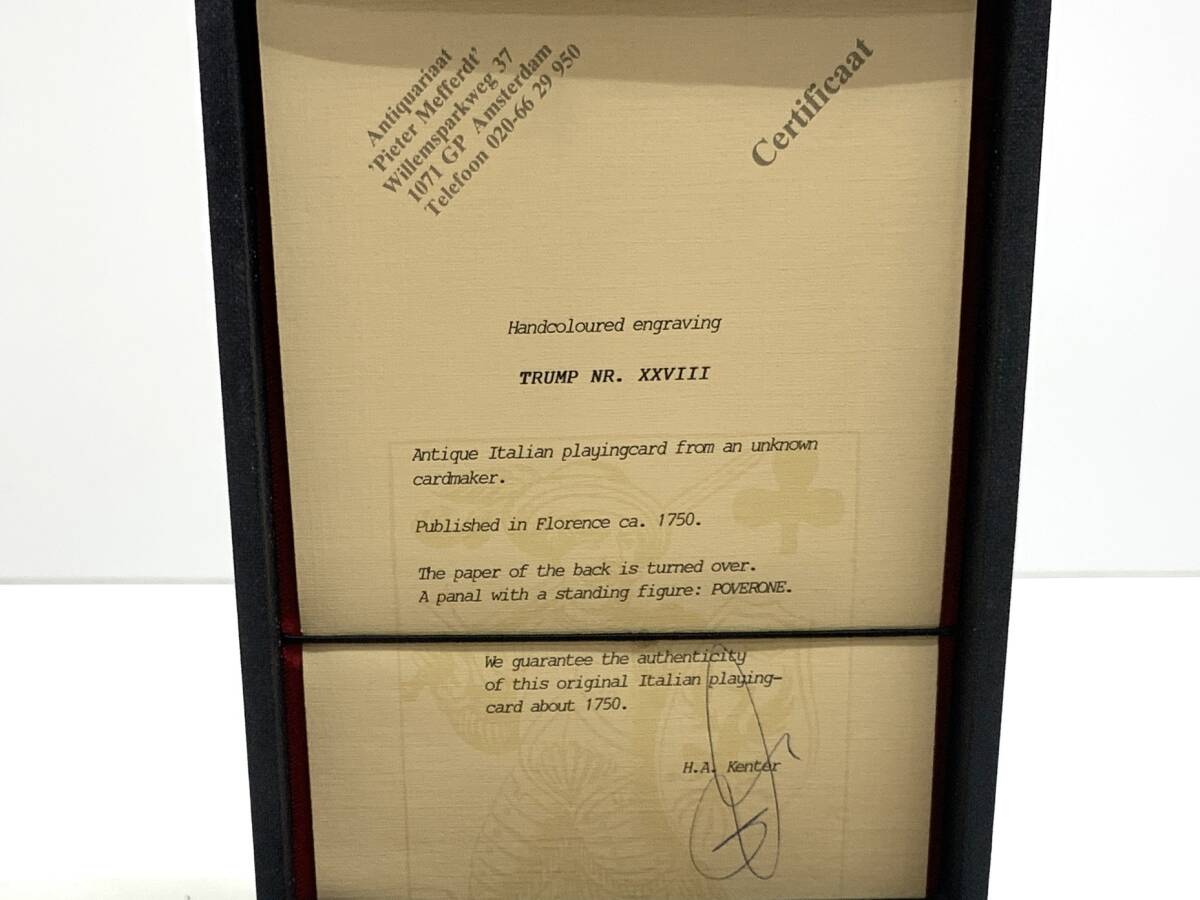 Antiquariaat
'Pieter Mefferdt'
Willemsparkweg 37
1071 GP Amsterdam
Telefoon 020-66 29 950
Certificaat
Handcoloured engraving
TRUMP NR. XXVIII
Antique Italian playingcard from an unknown
cardmaker.
Published in Florence ca. 1750.
The paper of the back is turned over.
A panal with a standing figure: POVERONE.
We guarantee the authenticity
of this original Italian playing-
card about 1750.
H.A. Kenter